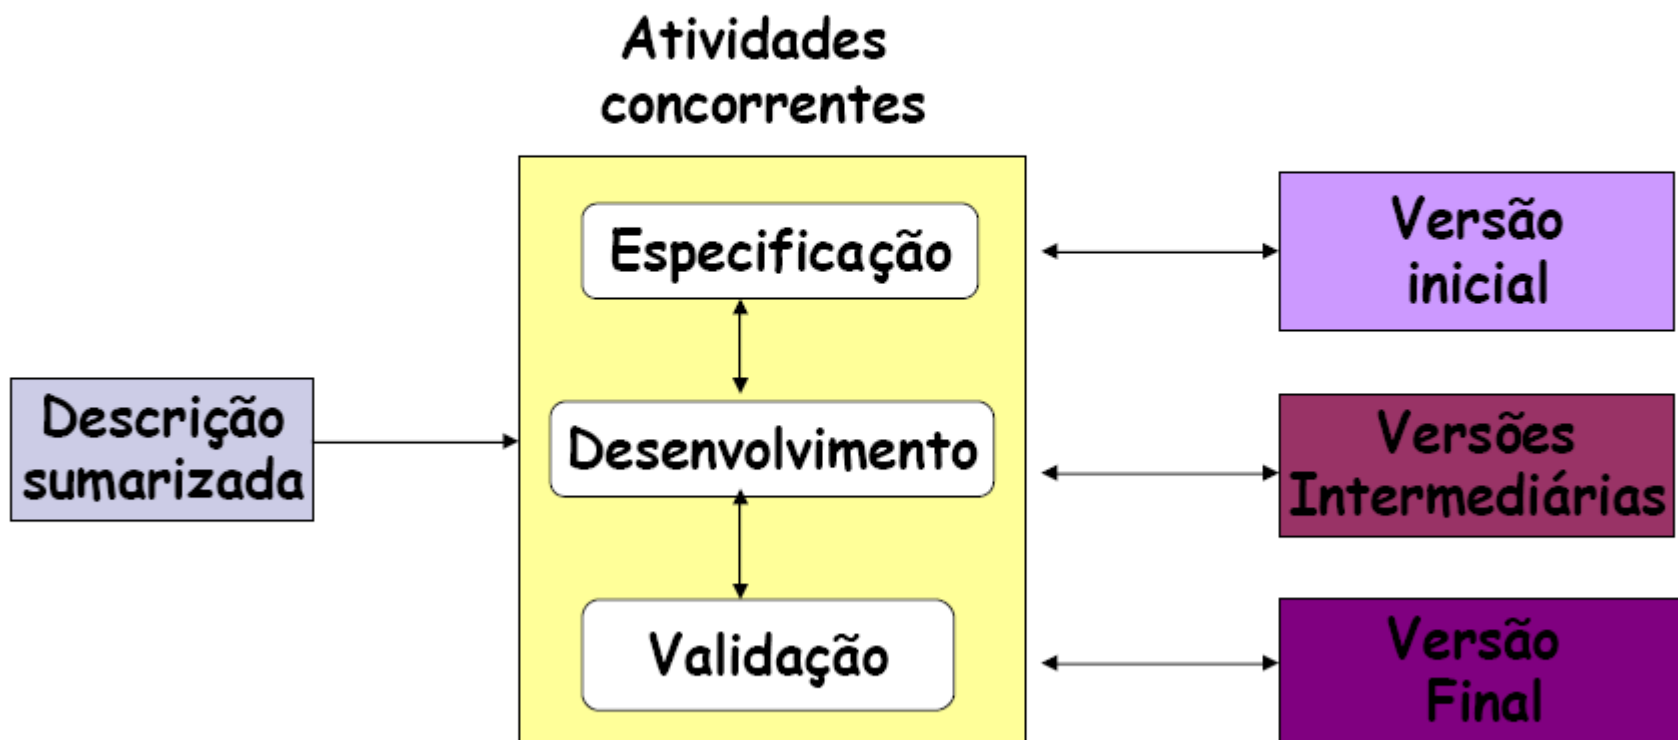 Atividades
concorrentes
Descrição
sumarizada
Especificação
Desenvolvimento
Validação
Versão
inicial
Versões
Intermediárias
Versão
Final